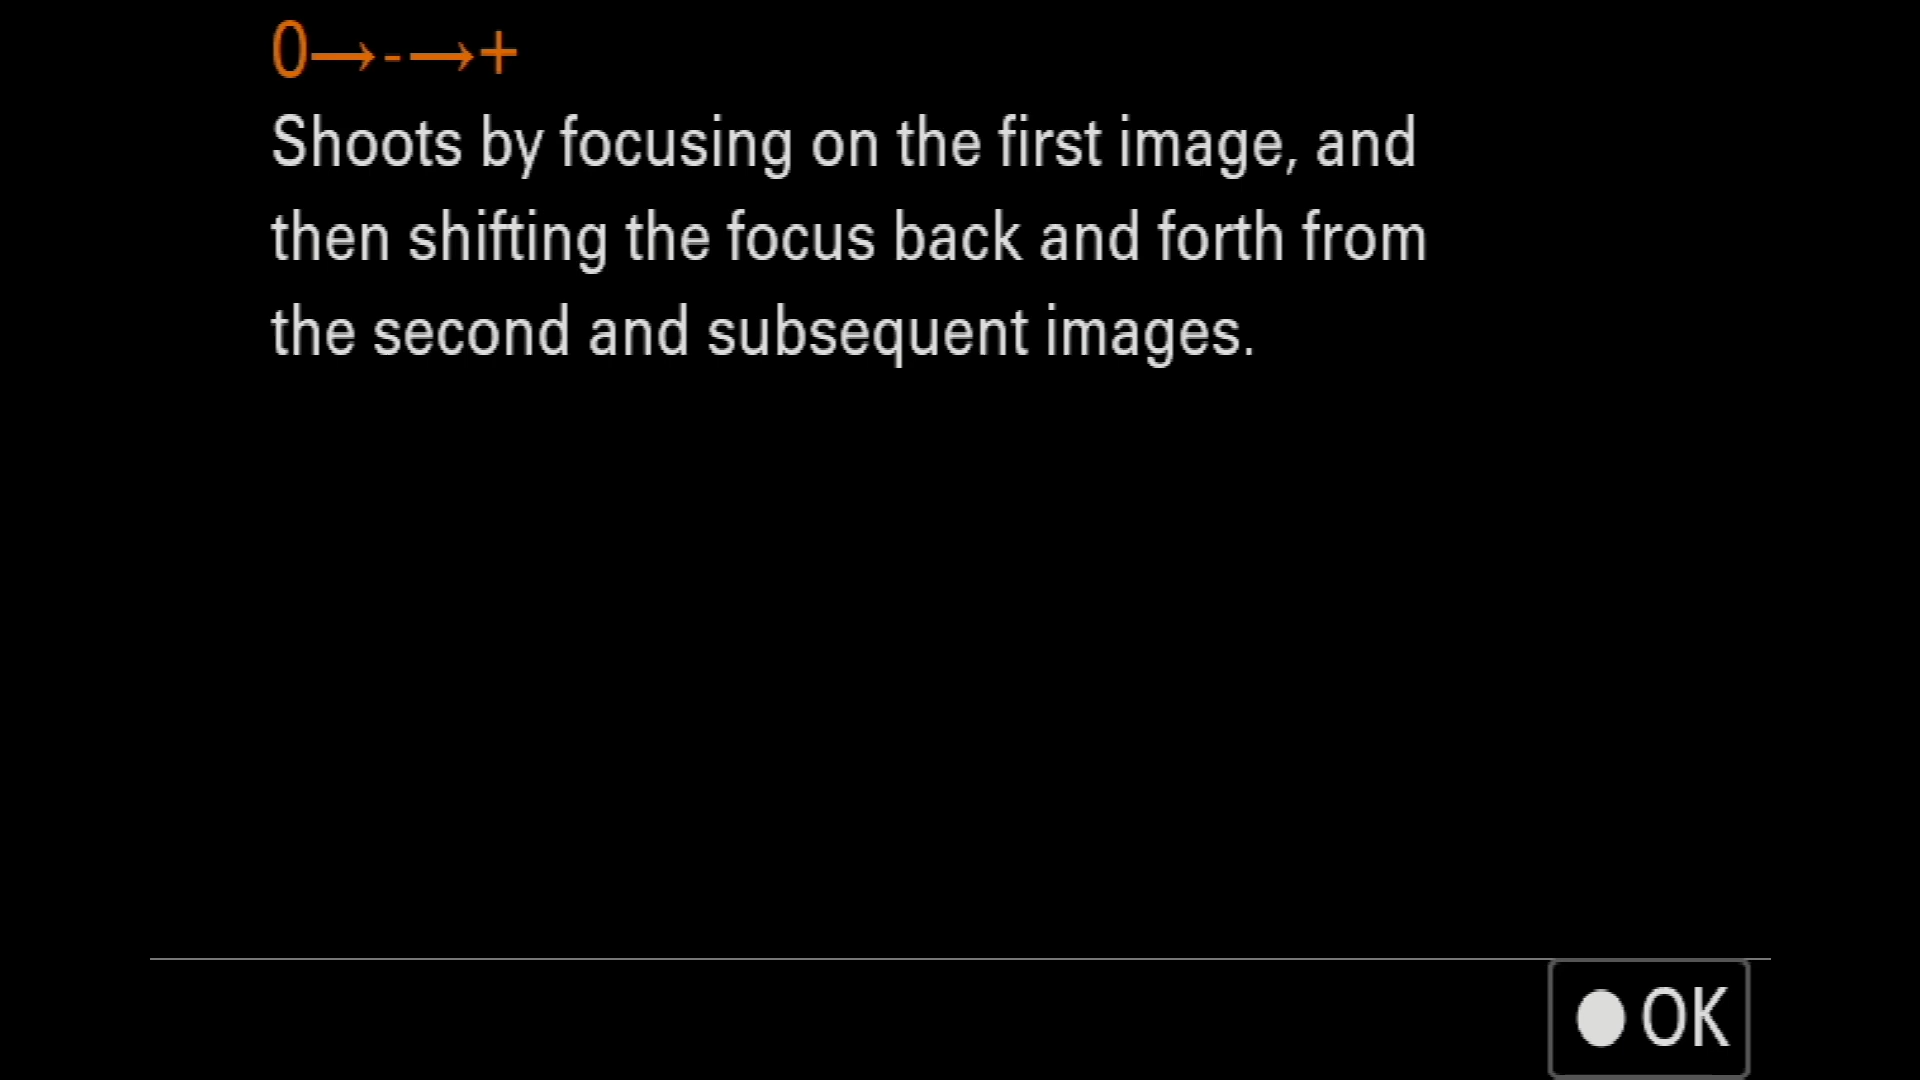 0→-→+
Shoots by focusing on the first image, and
then shifting the focus back and forth from
the second and subsequent images.
OK